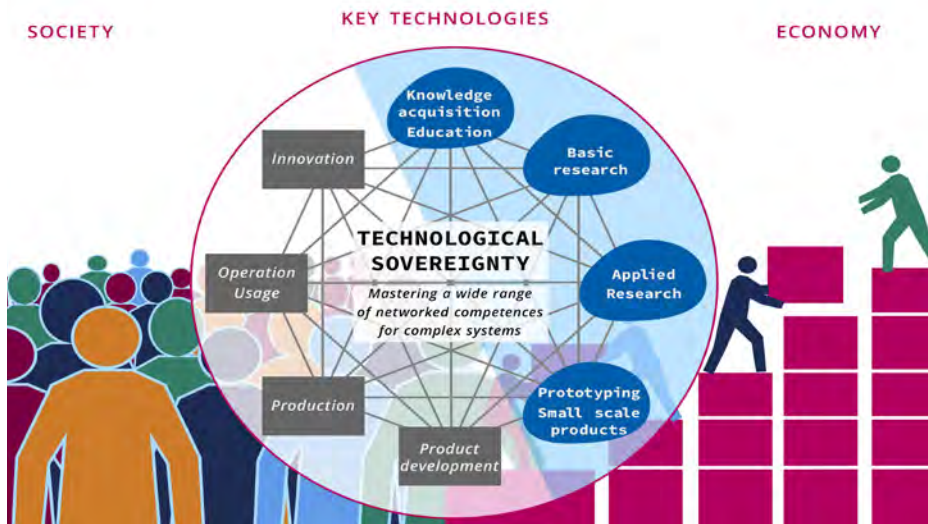 KEY TECHNOLOGIES
SOCIETY
ECONOMY
Knowledge
acquisition
Education
Innovation
Basic
research
TECHNOLOGICAL
SOVEREIGNTY
Mastering a wide range
of networked competences
for complex systems
Operation
Usage
Applied
Research
Production
Prototyping
Small scale
products
Product
development